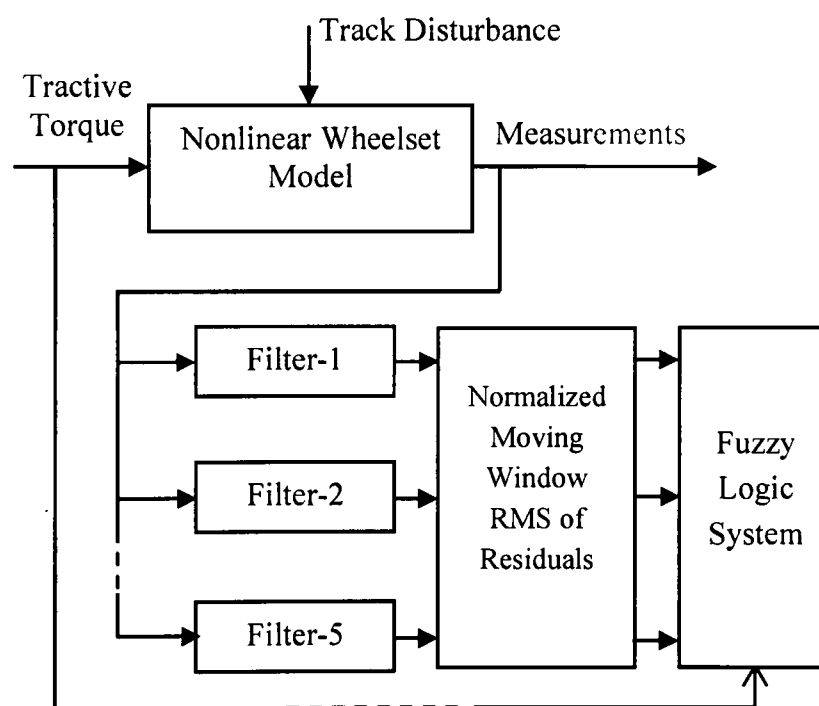 Track Disturbance
Tractive
Torque
Nonlinear Wheelset
Model
Measurements
Filter-1
Filter-2
Filter-5
Normalized
Moving
Window
RMS of
Residuals
Fuzzy
Logic
System